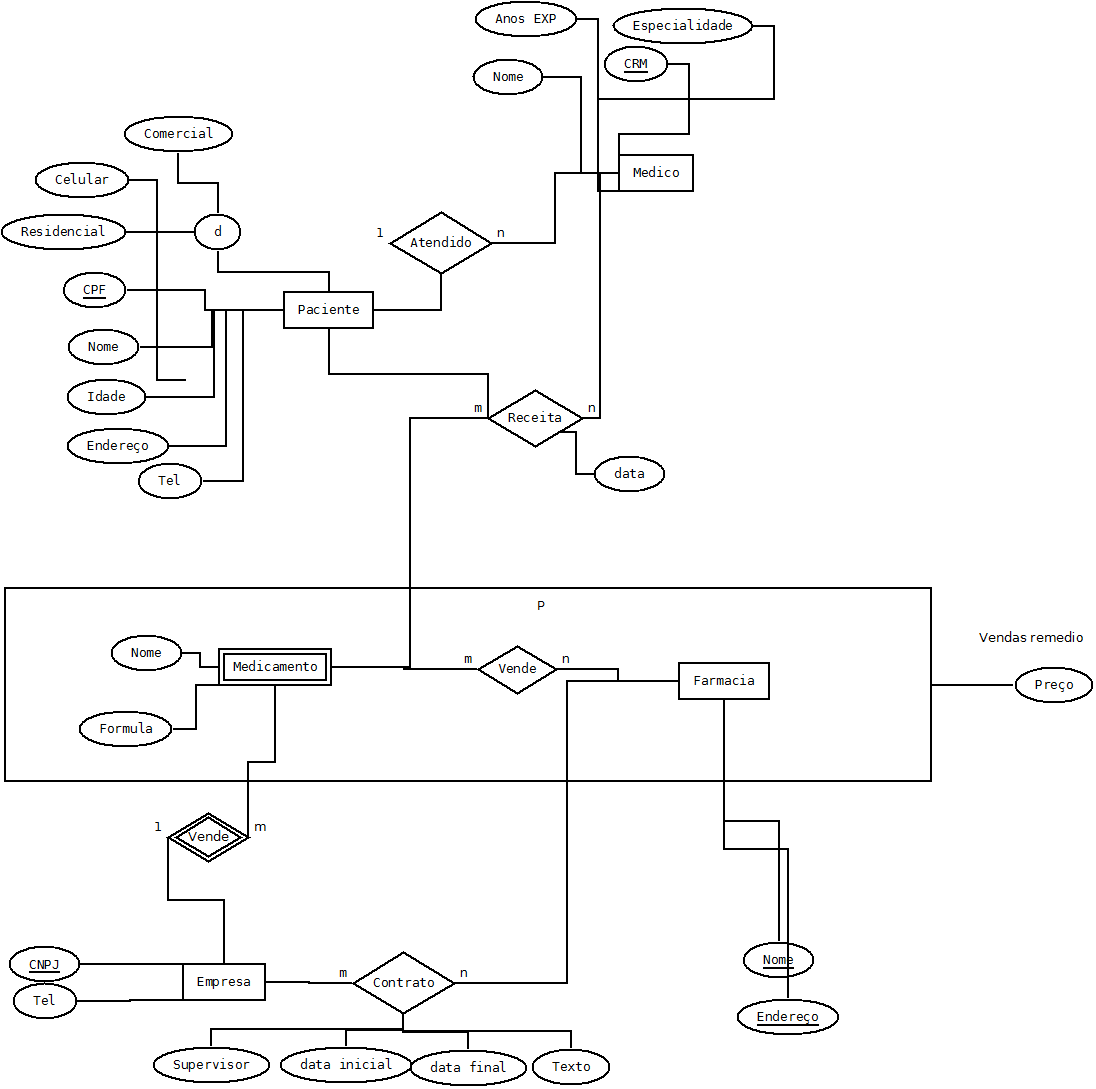 Anos EXP
Especialidade
CRM
Nome
Comercial
Medico
Celular
Residencial
d
1
Atendido
n
CPF
Paciente
Nome
Idade
m
Receita
n
Endereço
data
Tel
P
Vendas remedio
Nome
Medicamento
m
Vende
n
Farmacia
Preço
Formula
1
Vende
m
CNPJ
Nome
Empresa
m
Contrato
n
Tel
Endereço
Supervisor
data inicial
data final
Texto